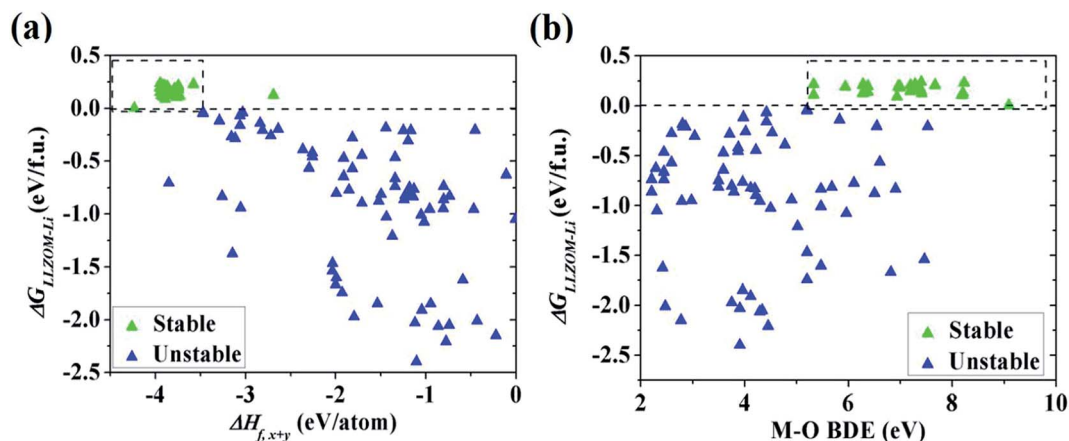 (a)
0.5
0.0
-0.5
-1.0
-1.5
-2.0
-2.5
ΔG_LLZOM-Li (eV/f.u.)
Stable
Unstable
-4 -3 -2 -1 0
ΔH_f, x+y (eV/atom)
(b)
0.5
0.0
-0.5
-1.0
-1.5
-2.0
-2.5
ΔG_LLZOM-Li (eV/f.u.)
Stable
Unstable
2 4 6 8 10
M-O BDE (eV)